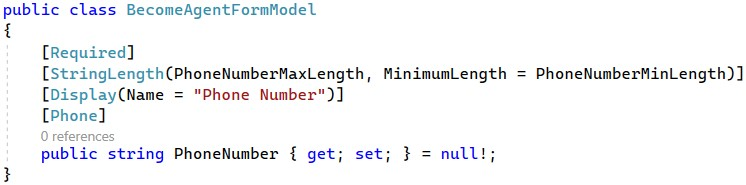 public class BecomeAgentFormModel
{
[Required]
[StringLength(PhoneNumberMaxLength, MinimumLength = PhoneNumberMinLength)]
[Display(Name = "Phone Number")]
[Phone]
0 references
public string PhoneNumber { get; set; } = null!;
}